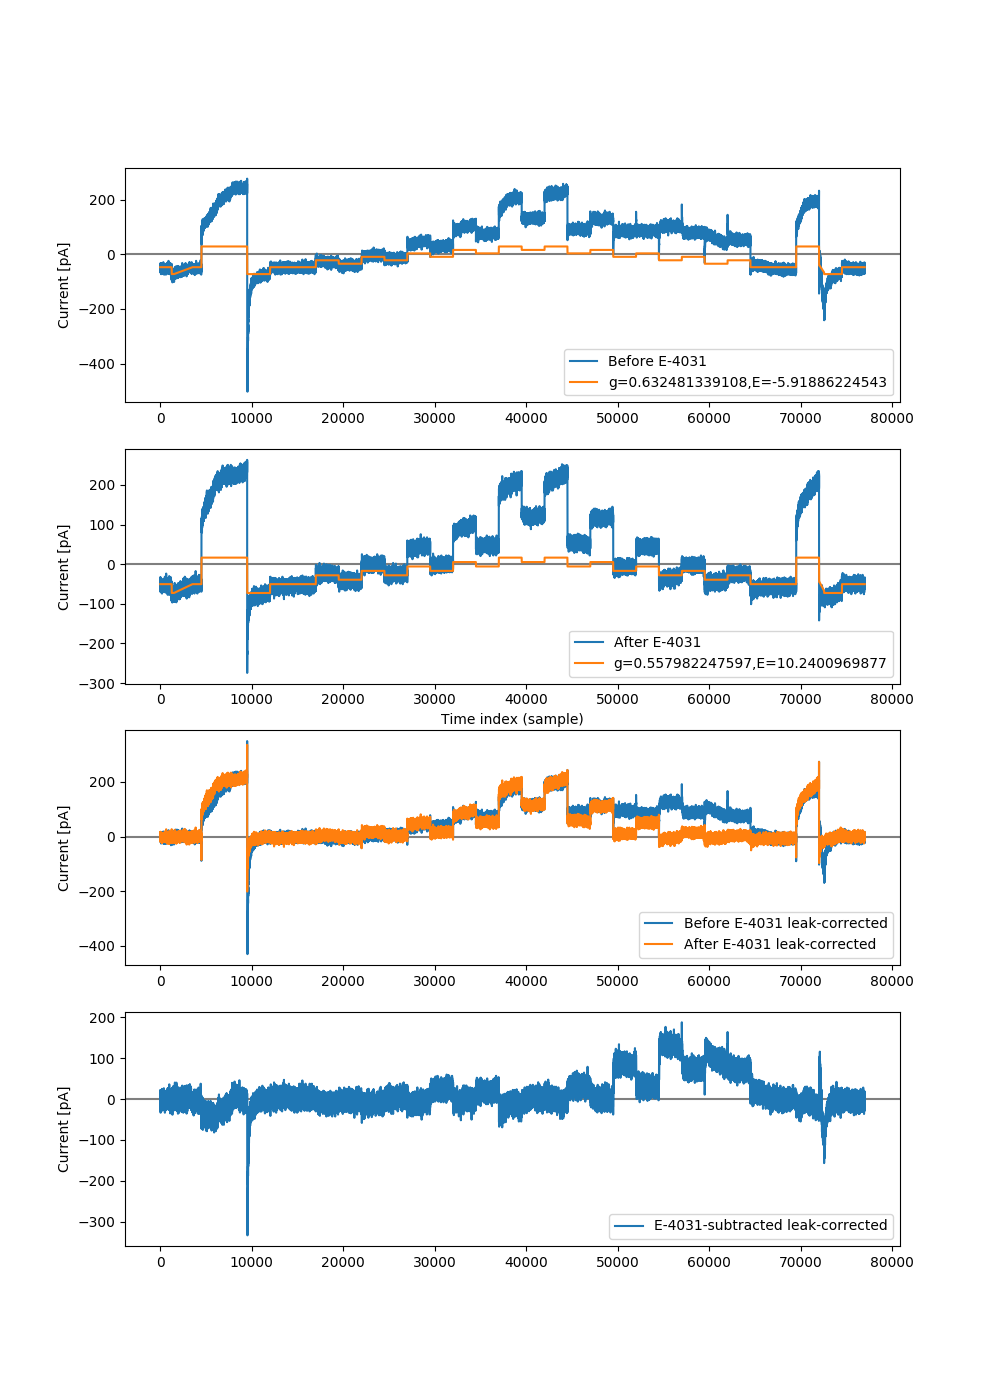 200
0
−200
−400
Current [pA]
Before E-4031
g=0.632481339108,E=-5.91886224543
0 10000 20000 30000 40000 50000 60000 70000 80000
200
100
0
−100
−200
−300
Current [pA]
After E-4031
g=0.557982247597,E=10.2400969877
0 10000 20000 30000 40000 50000 60000 70000 80000
Time index (sample)
200
0
−200
−400
Current [pA]
Before E-4031 leak-corrected
After E-4031 leak-corrected
0 10000 20000 30000 40000 50000 60000 70000 80000
200
100
0
−100
−200
−300
Current [pA]
E-4031-subtracted leak-corrected
0 10000 20000 30000 40000 50000 60000 70000 80000